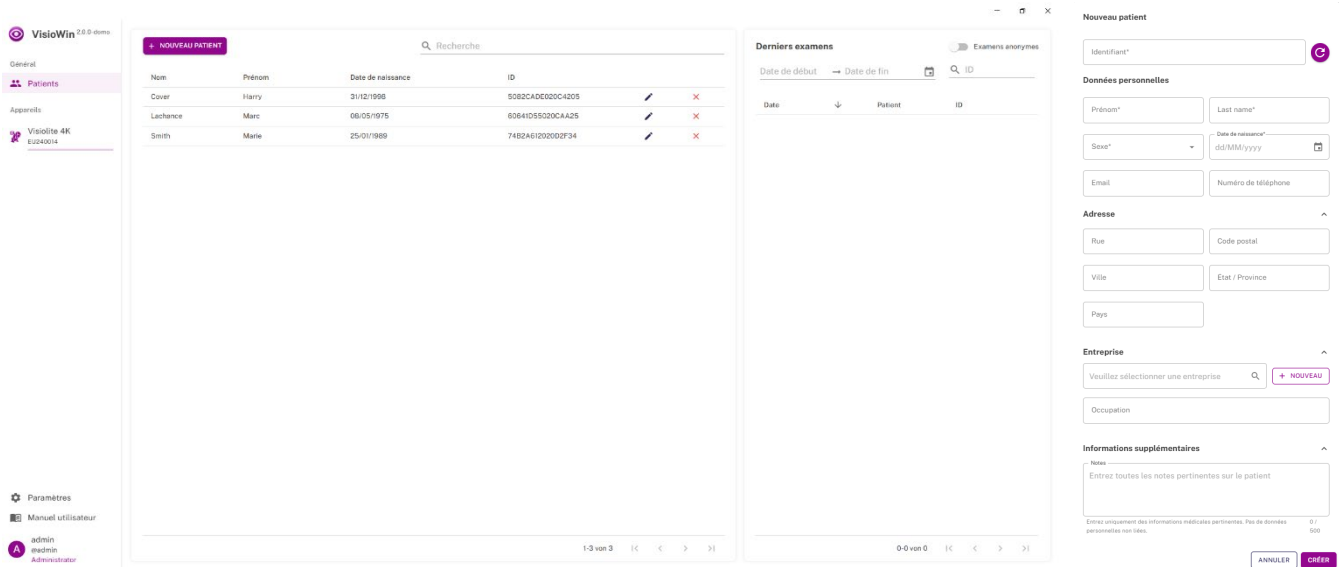 VisioWin 2.0.0-demo
Général
Patients
Appareils
Visiolite 4K
EU240014
Paramètres
Manuel utilisateur
A
admin
@admin
Administrator
+ NOUVEAU PATIENT
Recherche
Nom Prénom Date de naissance ID
Cover Harry 31/12/1998 50B2CADE020C4205
Lachance Marc 08/05/1975 60641D55020CAA25
Smith Marie 25/01/1989 74B2A612020D2F34
1-3 von 3
Derniers examens
Examens anonymes
Date de début → Date de fin
ID
Date Patient ID
0-0 von 0
Nouveau patient
Identifiant*
Données personnelles
Prénom* Last name*
Sexe* Date de naissance*
dd/MM/yyyy
Email Numéro de téléphone
Adresse
Rue Code postal
Ville Etat / Province
Pays
Entreprise
Veuillez sélectionner une entreprise + NOUVEAU
Occupation
Informations supplémentaires
Notes
Entrez toutes les notes pertinentes sur le patient
Entrez uniquement des informations médicales pertinentes. Pas de données 0 /
personnelles non liées. 500
ANNULER CRÉER